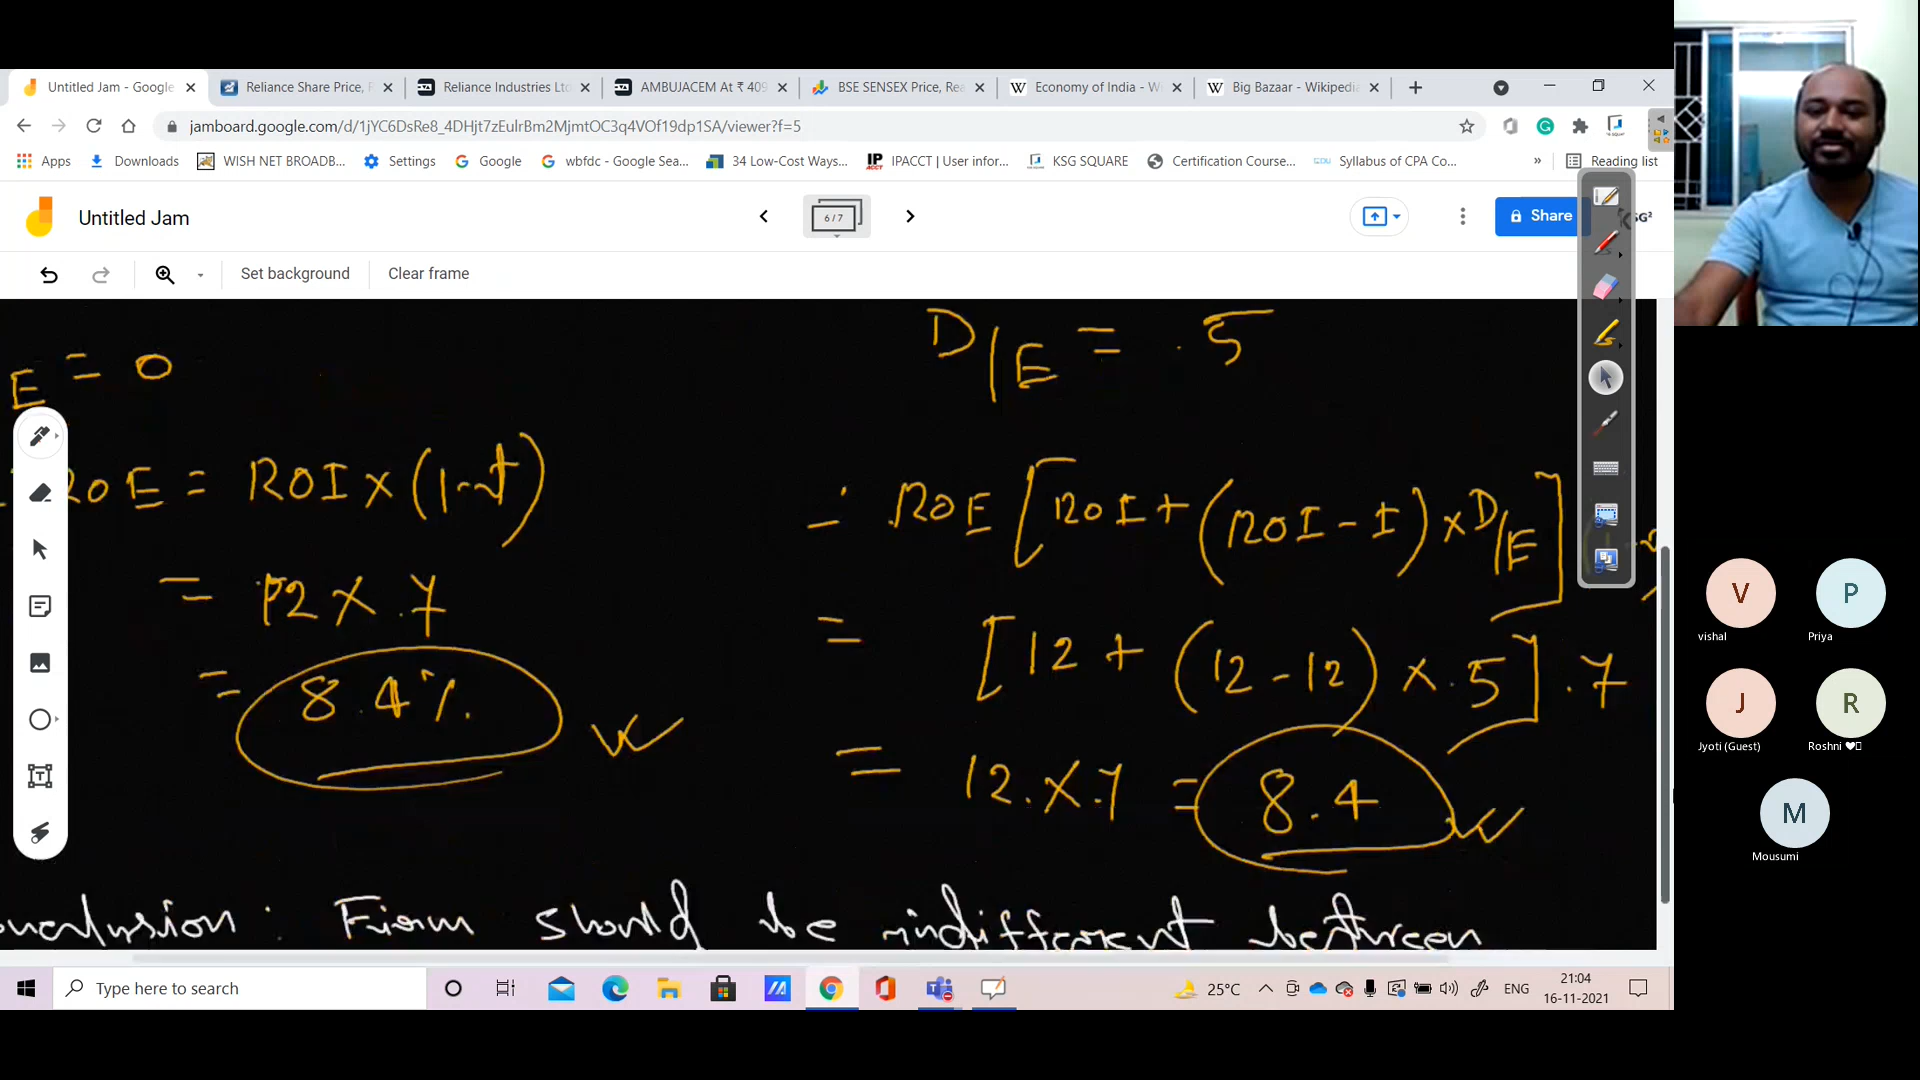 Untitled Jam - Google
Reliance Share Price, R
Reliance Industries Ltd
AMBUJACEM At ₹ 409
BSE SENSEX Price, Rea
Economy of India - W
Big Bazaar - Wikipedia
jamboard.google.com/d/1jYC6DsRe8_4DHjt7zEulrBm2MjmtOC3q4VOf19dp1SA/viewer?f=5
Apps
Downloads
WISH NET BROADB...
Settings
Google
wbfdc - Google Sea...
34 Low-Cost Ways...
IPACCT | User infor...
KSG SQUARE
Certification Course...
Syllabus of CPA Co...
»
Reading list
Untitled Jam
6 / 7
Share
SG²
Set background
Clear frame
E = 0
ROE = ROI × (1-t)
= 12 × .7
= 8.4%
D/E = .5
ROE [ROI + (ROI - I) × D/E]
= [12 + (12 - 12) × .5] .7
= 12 × .7 = 8.4
onclusion: Firm should be indifferent between
Type here to search
25°C
ENG
21:04
16-11-2021
V
vishal
P
Priya
J
Jyoti (Guest)
R
Roshni ❤
M
Mousumi